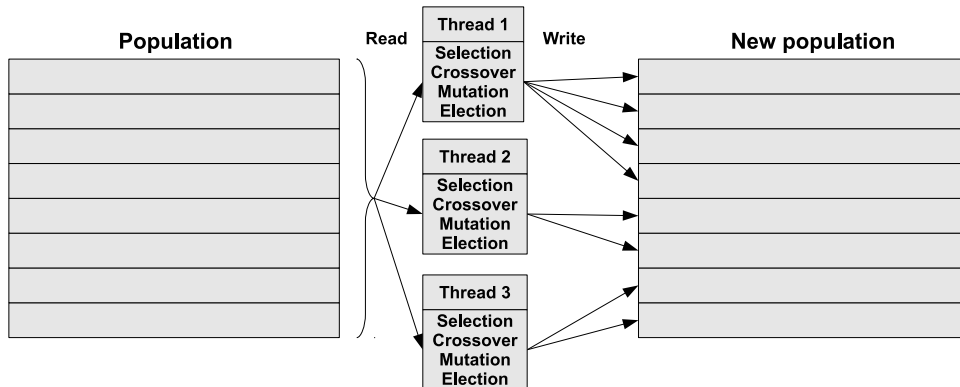 Population
Read
Thread 1
Selection
Crossover
Mutation
Election
Write
New population
Thread 2
Selection
Crossover
Mutation
Election
Thread 3
Selection
Crossover
Mutation
Election